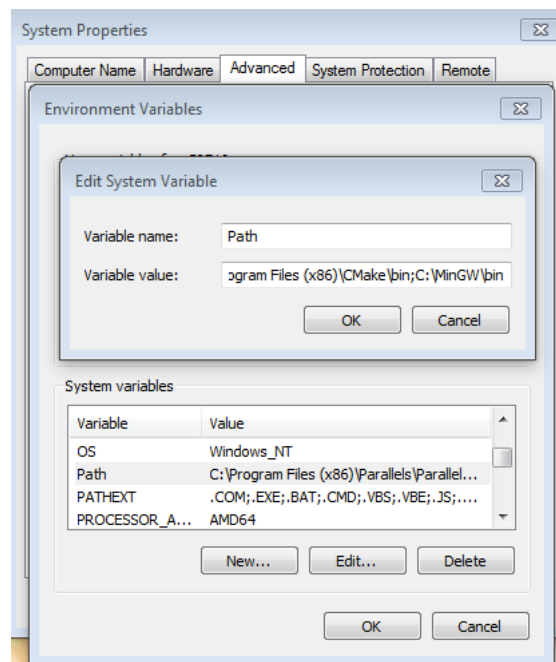 System Properties
Computer Name Hardware Advanced System Protection Remote
Environment Variables
Edit System Variable
Variable name: Path
Variable value: ogram Files (x86)\CMake\bin;C:\MinGW\bin
OK Cancel
System variables
Variable Value
OS Windows_NT
Path C:\Program Files (x86)\Parallels\Parallel...
PATHEXT .COM;.EXE;.BAT;.CMD;.VBS;.VBE;.JS;....
PROCESSOR_A... AMD64
New... Edit... Delete
OK Cancel